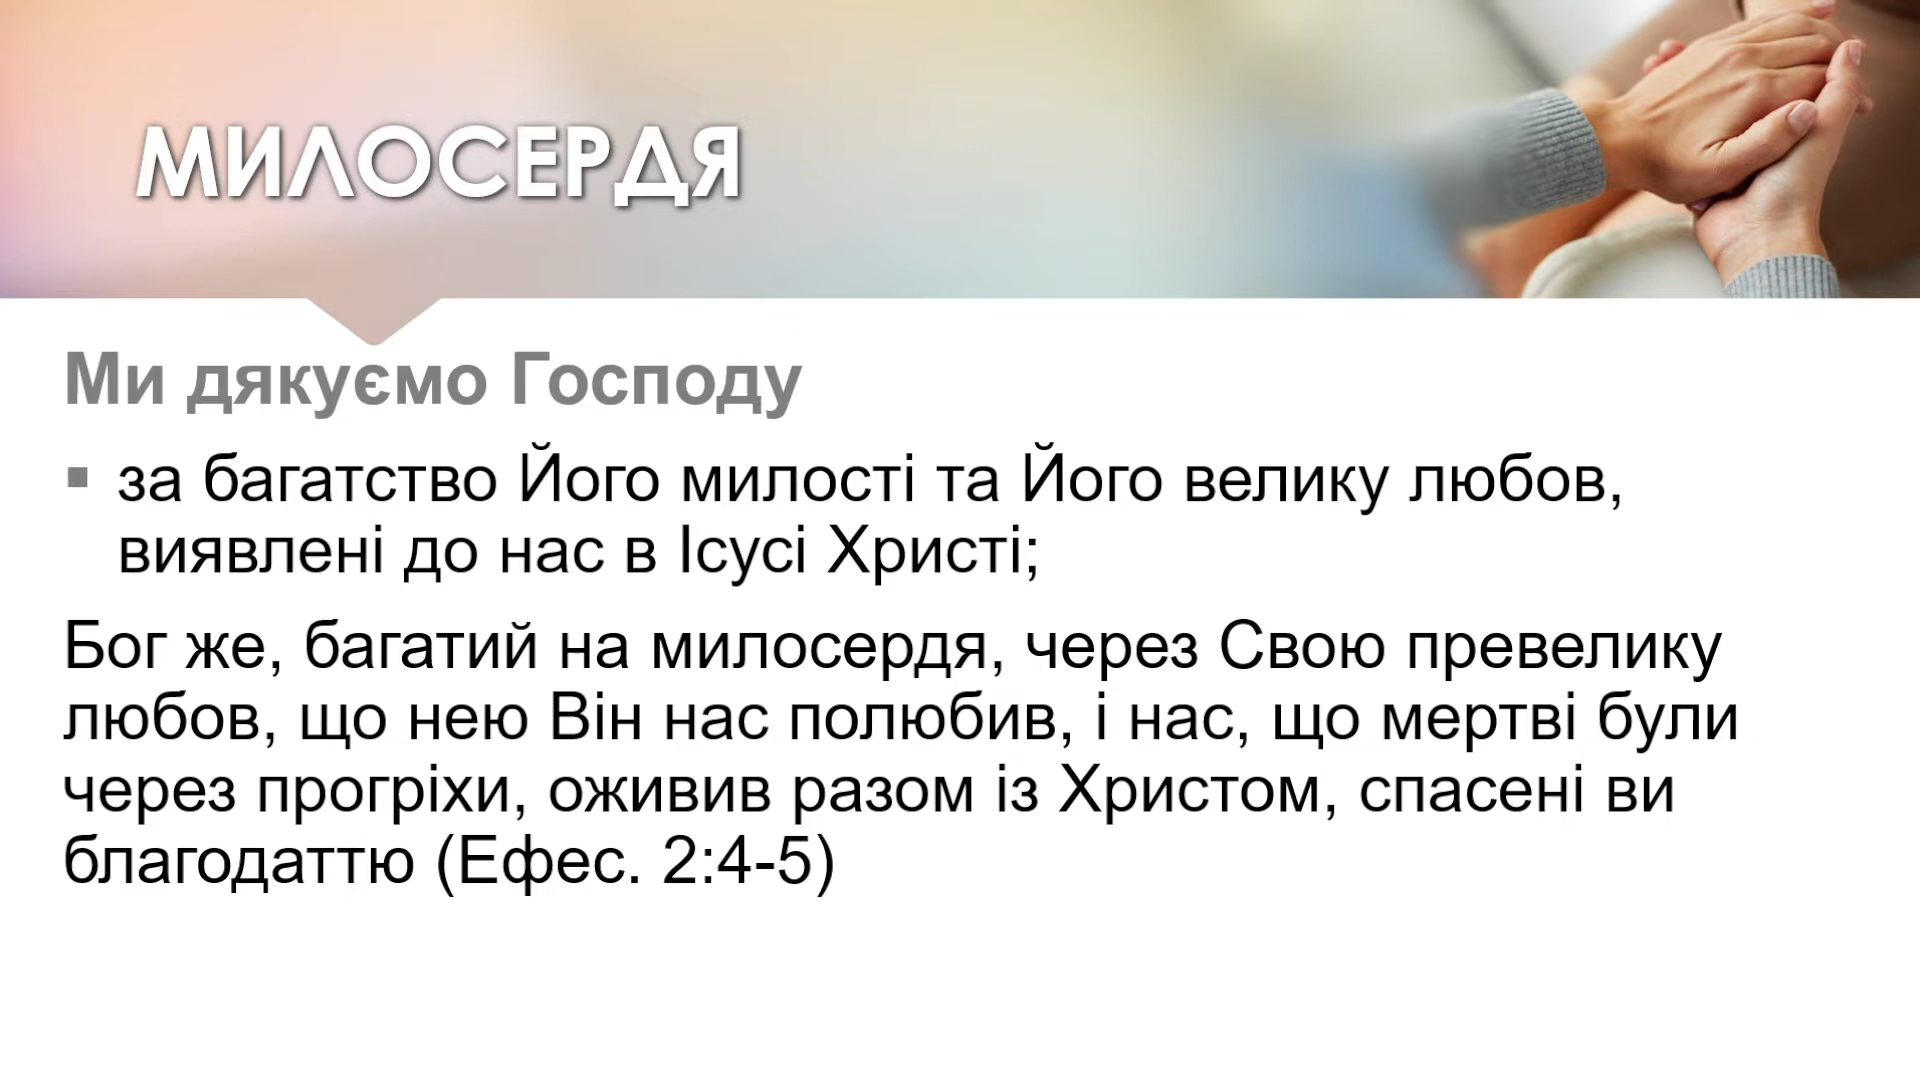 МИЛОСЕРДЯ
Ми дякуємо Господу
▪ за багатство Його милості та Його велику любов,
виявлені до нас в Ісусі Христі;
Бог же, багатий на милосердя, через Свою превелику
любов, що нею Він нас полюбив, і нас, що мертві були
через прогріхи, оживив разом із Христом, спасені ви
благодаттю (Ефес. 2:4-5)